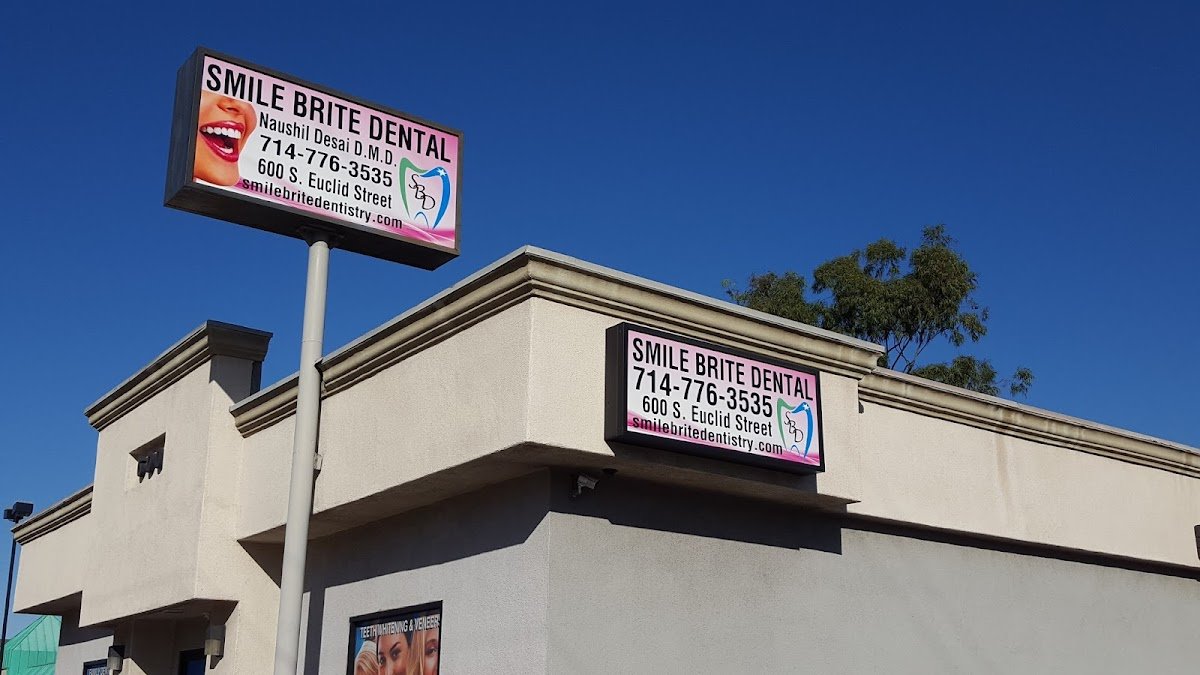 SMILE BRITE DENTAL
Naushil Desai D.M.D.
714-776-3535
600 S. Euclid Street
smilebritedentistry.com
SBD
SMILE BRITE DENTAL
714-776-3535
600 S. Euclid Street
smilebritedentistry.com
SBD
TEETH WHITENING & VENEER